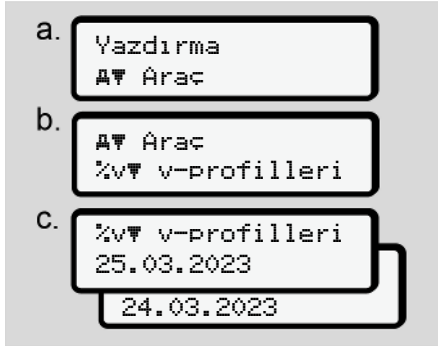 a.
Yazdırma
A▼ Araç
b.
A▼ Araç
%v▼ v-profilleri
c.
%v▼ v-profilleri
25.03.2023
24.03.2023